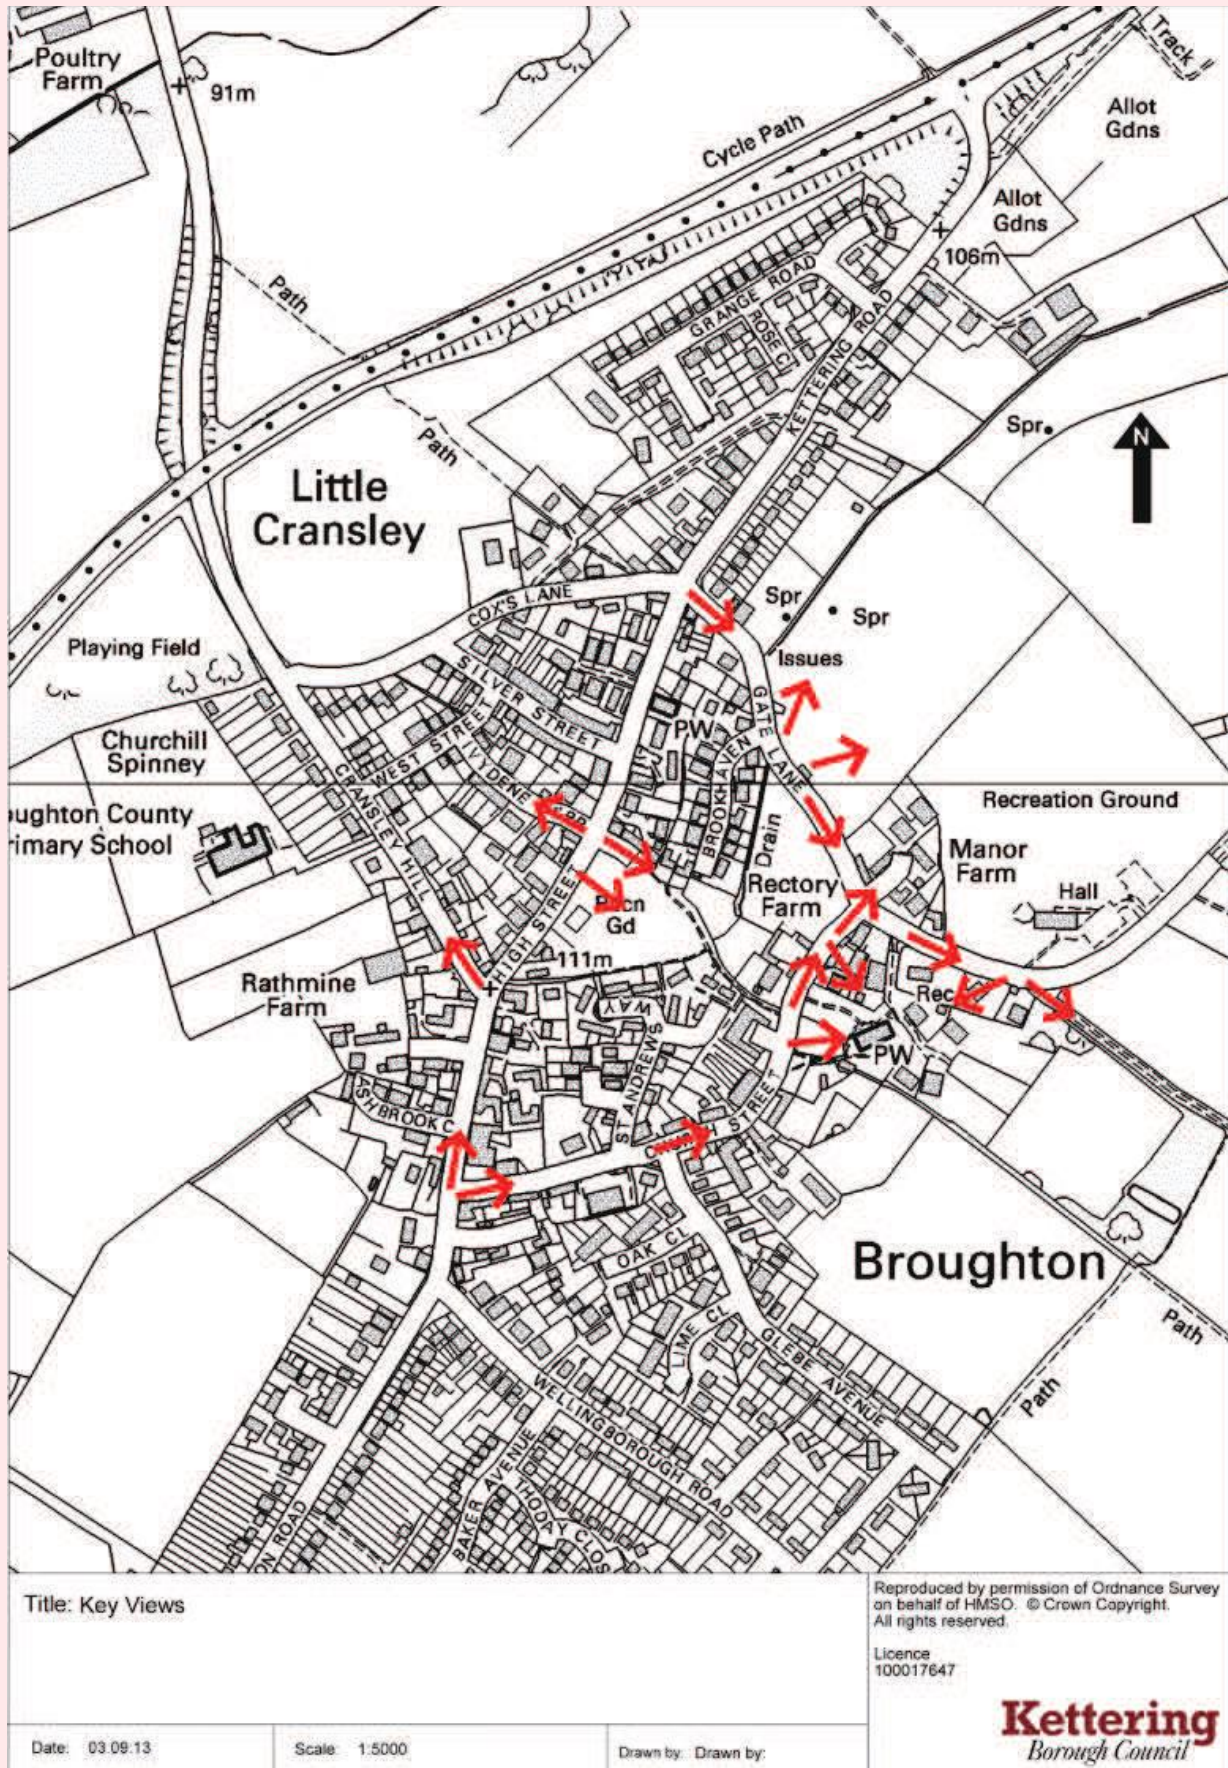 Poultry
Farm
91m
Track
Allot
Gdns
Cycle Path
Allot
Gdns
106m
Path
GRANGE ROAD
ROSE CL
KETTERING ROAD
Path
Spr
N
Little
Cransley
COX'S LANE
Spr
Spr
Playing Field
Issues
SILVER STREET
GATE LANE
PW
Churchill
Spinney
WEST STREET
BROOKHAVEN
CRANSLEY HILL
Recreation Ground
oughton County
rimary School
Drain
Manor
Farm
Rectory
Farm
Hall
HIGH STREET
Gd
111m
Rathmine
Farm
WAY
Rec
ST ANDREWS
PW
ASHBROOK C
STREET
Broughton
OAK CL
LIME CL
GLEBE AVENUE
Path
Path
WELLINGBOROUGH ROAD
BAKER AVENUE
THODAY CLOS
ON ROAD
Title: Key Views
Reproduced by permission of Ordnance Survey
on behalf of HMSO. © Crown Copyright.
All rights reserved.
Licence
100017647
Kettering
Borough Council
Date: 03.09.13
Scale: 1:5000
Drawn by: Drawn by: